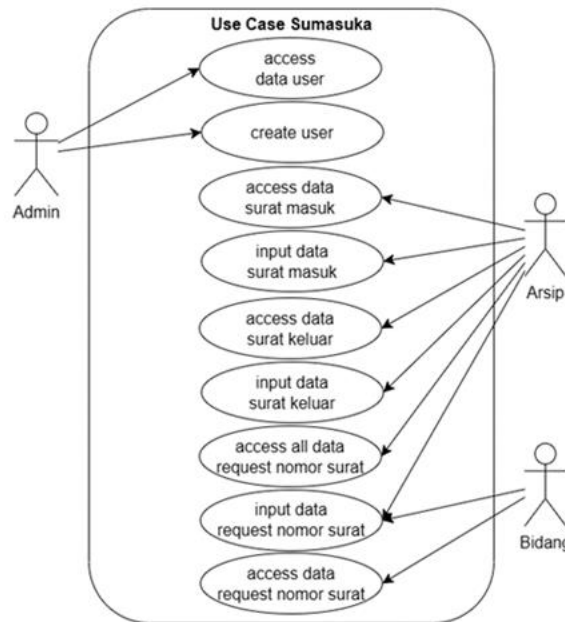 Use Case Sumasuka
access
data user
create user
Admin
access data
surat masuk
input data
surat masuk
Arsip
access data
surat keluar
input data
surat keluar
access all data
request nomor surat
input data
request nomor surat
Bidang
access data
request nomor surat